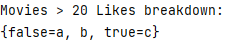 Movies > 20 Likes breakdown:
{false=a, b, true=c}